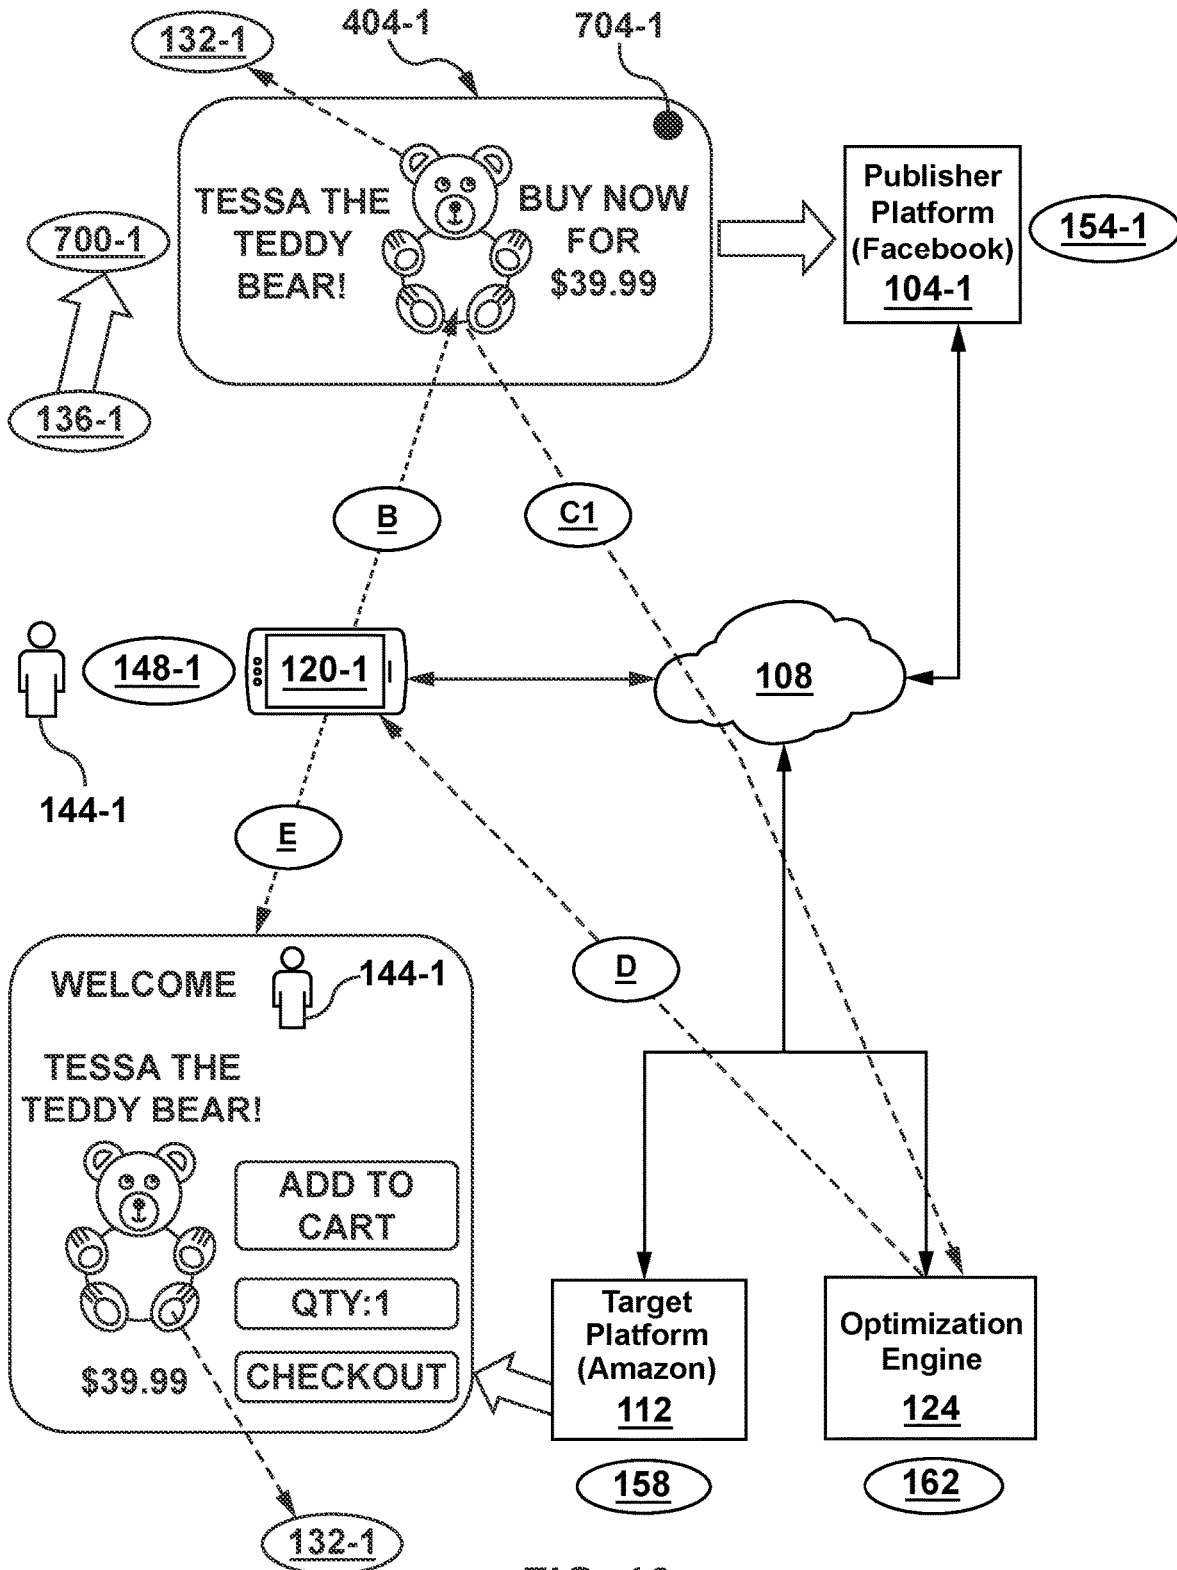 404-1
704-1
132-1
TESSA THE
TEDDY
BEAR!
BUY NOW
FOR
$39.99
Publisher
Platform
(Facebook)
104-1
154-1
700-1
136-1
B
C1
148-1
120-1
108
144-1
E
D
WELCOME
144-1
TESSA THE
TEDDY BEAR!
ADD TO
CART
QTY:1
$39.99
CHECKOUT
Target
Platform
(Amazon)
112
Optimization
Engine
124
158
162
132-1